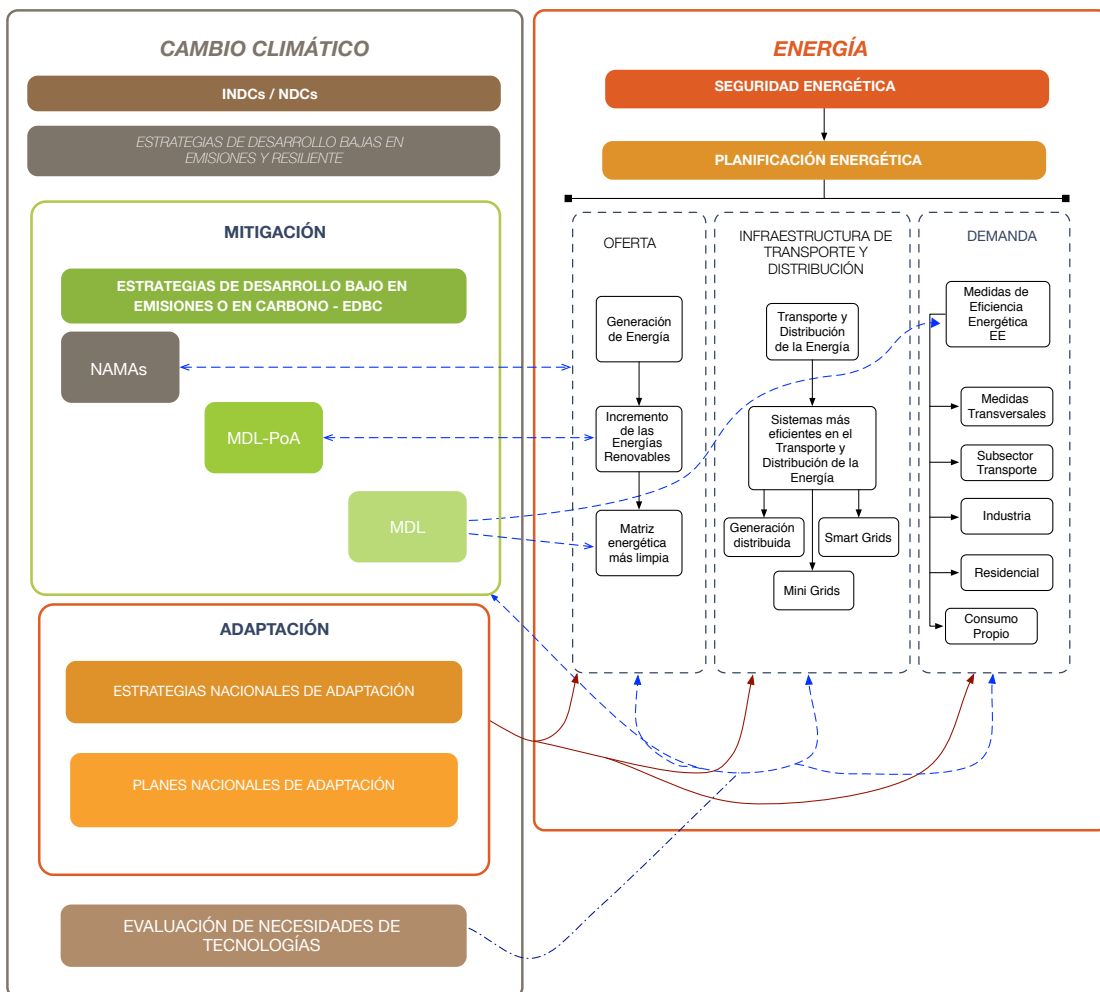 CAMBIO CLIMÁTICO
INDCs / NDCs
ESTRATEGIAS DE DESARROLLO BAJAS EN
EMISIONES Y RESILIENTE
MITIGACIÓN
ESTRATEGIAS DE DESARROLLO BAJO EN
EMISIONES O EN CARBONO - EDBC
NAMAs
MDL-PoA
MDL
ADAPTACIÓN
ESTRATEGIAS NACIONALES DE ADAPTACIÓN
PLANES NACIONALES DE ADAPTACIÓN
EVALUACIÓN DE NECESIDADES DE
TECNOLOGÍAS
ENERGÍA
SEGURIDAD ENERGÉTICA
PLANIFICACIÓN ENERGÉTICA
OFERTA
Generación
de Energía
Incremento
de las
Energías
Renovables
Matriz
energética
más limpia
INFRAESTRUCTURA DE
TRANSPORTE Y
DISTRIBUCIÓN
Transporte y
Distribución
de la Energía
Sistemas más
eficientes en el
Transporte y
Distribución de la
Energía
Generación
distribuida
Smart Grids
Mini Grids
DEMANDA
Medidas de
Eficiencia
Energética
EE
Medidas
Transversales
Subsector
Transporte
Industria
Residencial
Consumo
Propio